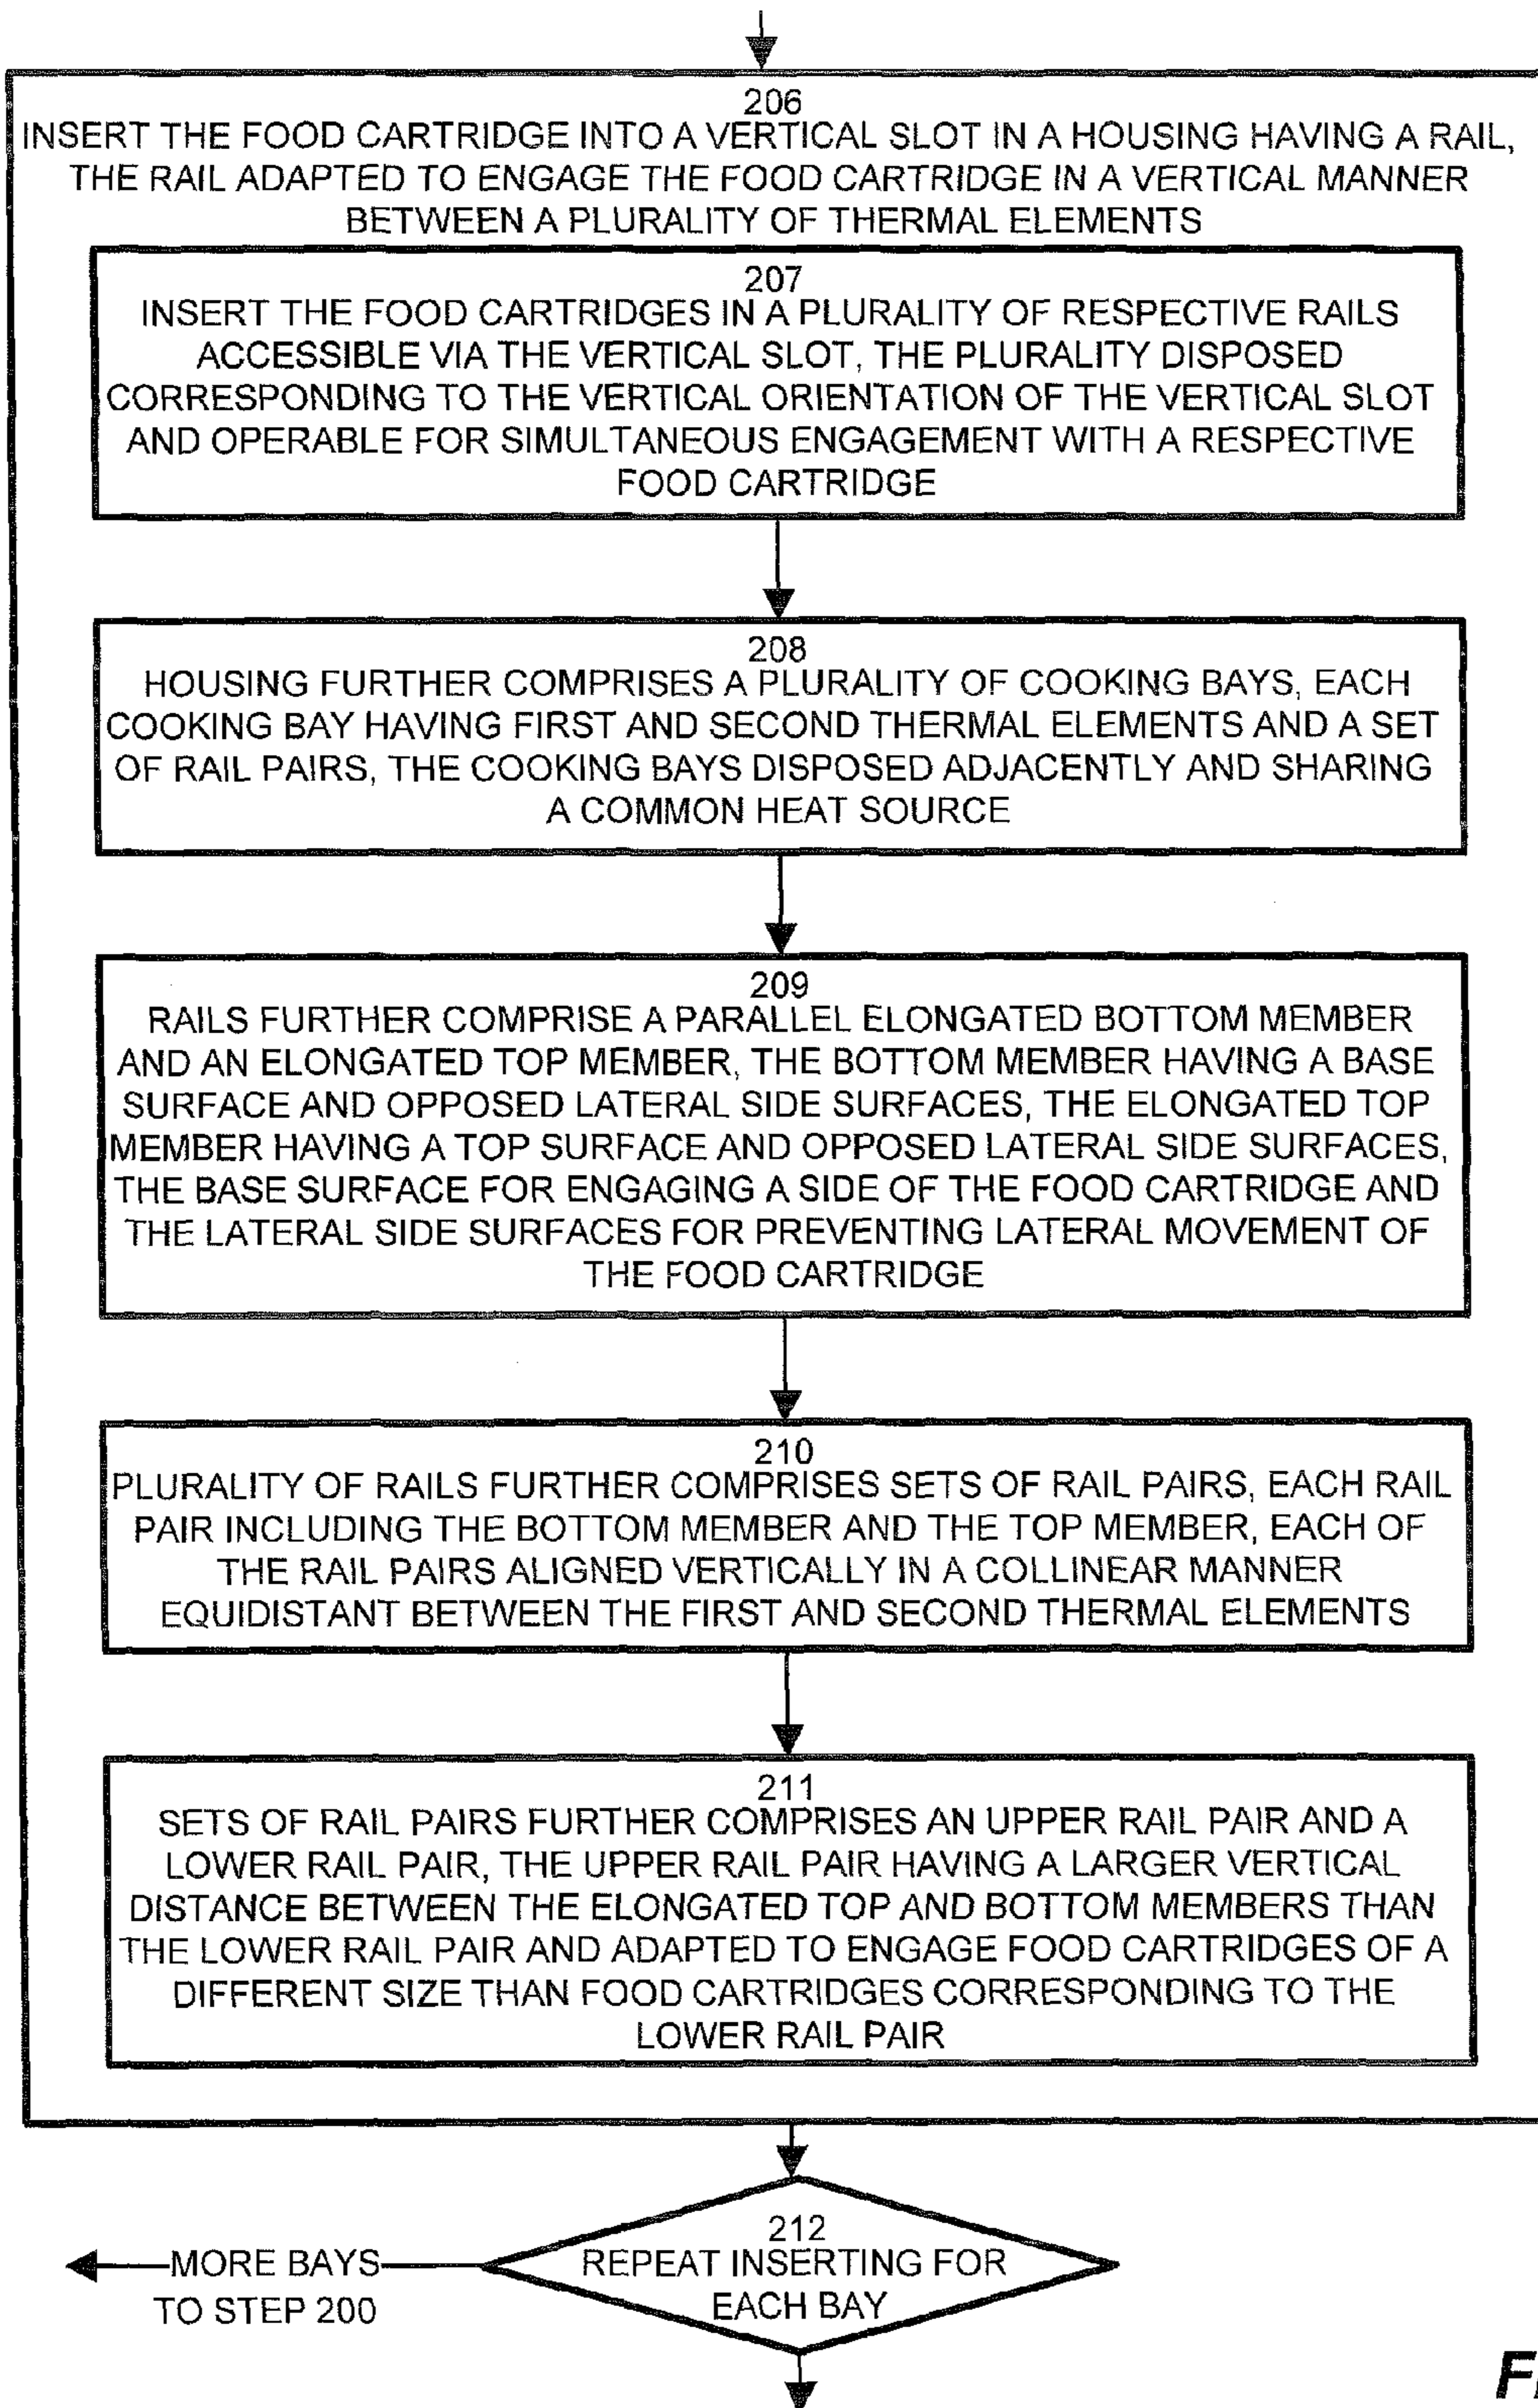 206
INSERT THE FOOD CARTRIDGE INTO A VERTICAL SLOT IN A HOUSING HAVING A RAIL,
THE RAIL ADAPTED TO ENGAGE THE FOOD CARTRIDGE IN A VERTICAL MANNER
BETWEEN A PLURALITY OF THERMAL ELEMENTS
207
INSERT THE FOOD CARTRIDGES IN A PLURALITY OF RESPECTIVE RAILS
ACCESSIBLE VIA THE VERTICAL SLOT, THE PLURALITY DISPOSED
CORRESPONDING TO THE VERTICAL ORIENTATION OF THE VERTICAL SLOT
AND OPERABLE FOR SIMULTANEOUS ENGAGEMENT WITH A RESPECTIVE
FOOD CARTRIDGE
208
HOUSING FURTHER COMPRISES A PLURALITY OF COOKING BAYS, EACH
COOKING BAY HAVING FIRST AND SECOND THERMAL ELEMENTS AND A SET
OF RAIL PAIRS, THE COOKING BAYS DISPOSED ADJACENTLY AND SHARING
A COMMON HEAT SOURCE
209
RAILS FURTHER COMPRISE A PARALLEL ELONGATED BOTTOM MEMBER
AND AN ELONGATED TOP MEMBER, THE BOTTOM MEMBER HAVING A BASE
SURFACE AND OPPOSED LATERAL SIDE SURFACES, THE ELONGATED TOP
MEMBER HAVING A TOP SURFACE AND OPPOSED LATERAL SIDE SURFACES,
THE BASE SURFACE FOR ENGAGING A SIDE OF THE FOOD CARTRIDGE AND
THE LATERAL SIDE SURFACES FOR PREVENTING LATERAL MOVEMENT OF
THE FOOD CARTRIDGE
210
PLURALITY OF RAILS FURTHER COMPRISES SETS OF RAIL PAIRS, EACH RAIL
PAIR INCLUDING THE BOTTOM MEMBER AND THE TOP MEMBER, EACH OF
THE RAIL PAIRS ALIGNED VERTICALLY IN A COLLINEAR MANNER
EQUIDISTANT BETWEEN THE FIRST AND SECOND THERMAL ELEMENTS
211
SETS OF RAIL PAIRS FURTHER COMPRISES AN UPPER RAIL PAIR AND A
LOWER RAIL PAIR, THE UPPER RAIL PAIR HAVING A LARGER VERTICAL
DISTANCE BETWEEN THE ELONGATED TOP AND BOTTOM MEMBERS THAN
THE LOWER RAIL PAIR AND ADAPTED TO ENGAGE FOOD CARTRIDGES OF A
DIFFERENT SIZE THAN FOOD CARTRIDGES CORRESPONDING TO THE
LOWER RAIL PAIR
212
REPEAT INSERTING FOR
EACH BAY
MORE BAYS
TO STEP 200